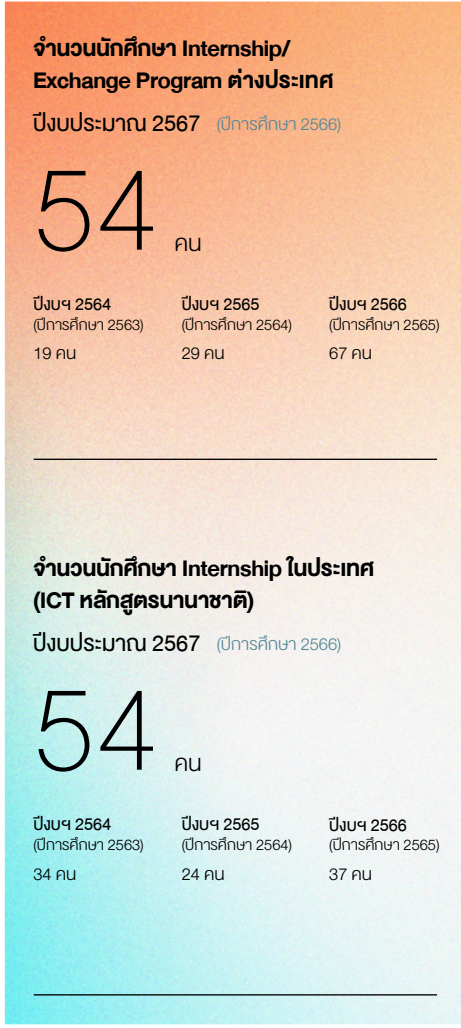 จำนวนนักศึกษา Internship/
Exchange Program ต่างประเทศ
ปีงบประมาณ 2567 (ปีการศึกษา 2566)
54 คน
ปีงบฯ 2564 ปีงบฯ 2565 ปีงบฯ 2566
(ปีการศึกษา 2563) (ปีการศึกษา 2564) (ปีการศึกษา 2565)
19 คน 29 คน 67 คน
จำนวนนักศึกษา Internship ในประเทศ
(ICT หลักสูตรนานาชาติ)
ปีงบประมาณ 2567 (ปีการศึกษา 2566)
54 คน
ปีงบฯ 2564 ปีงบฯ 2565 ปีงบฯ 2566
(ปีการศึกษา 2563) (ปีการศึกษา 2564) (ปีการศึกษา 2565)
34 คน 24 คน 37 คน